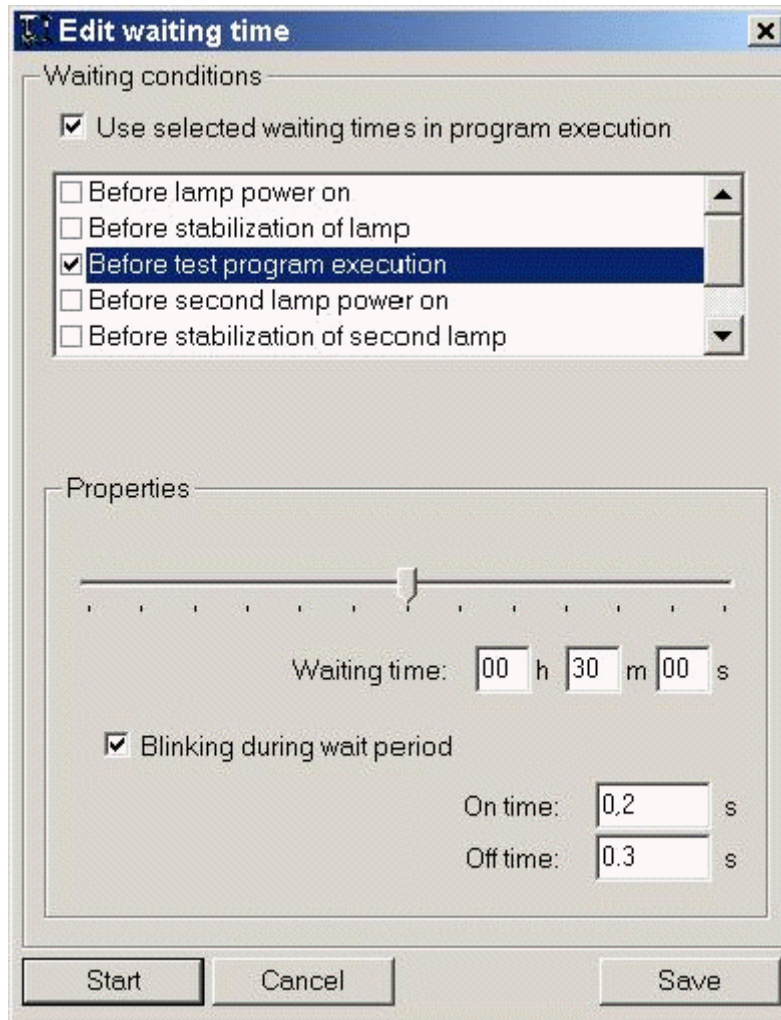 Edit waiting time
Waiting conditions
Use selected waiting times in program execution
Before lamp power on
Before stabilization of lamp
Before test program execution
Before second lamp power on
Before stabilization of second lamp
Properties
Waiting time: 00 h 30 m 00 s
Blinking during wait period
On time: 0,2 s
Off time: 0.3 s
Start Cancel Save